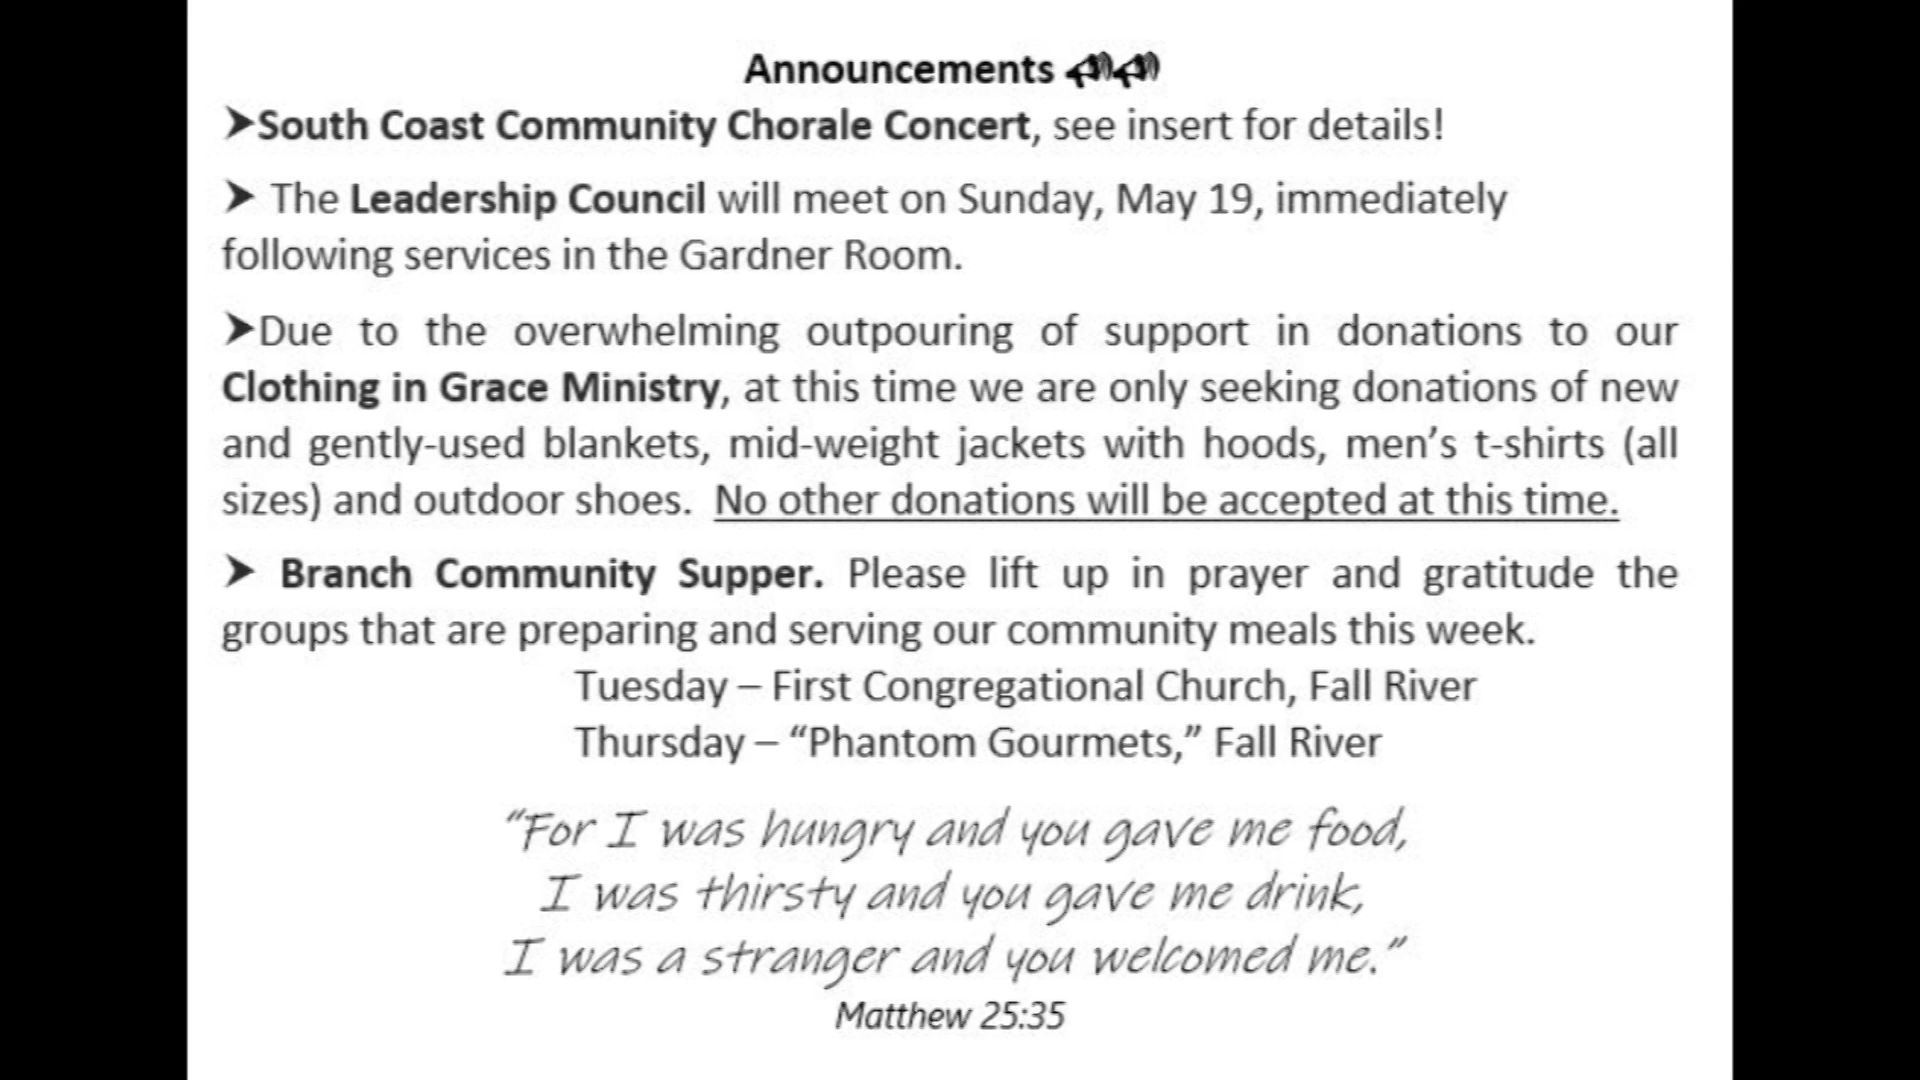 Announcements
➤South Coast Community Chorale Concert, see insert for details!
➤ The Leadership Council will meet on Sunday, May 19, immediately
following services in the Gardner Room.
➤Due to the overwhelming outpouring of support in donations to our
Clothing in Grace Ministry, at this time we are only seeking donations of new
and gently-used blankets, mid-weight jackets with hoods, men’s t-shirts (all
sizes) and outdoor shoes. No other donations will be accepted at this time.
➤ Branch Community Supper. Please lift up in prayer and gratitude the
groups that are preparing and serving our community meals this week.
Tuesday – First Congregational Church, Fall River
Thursday – “Phantom Gourmets,” Fall River
“For I was hungry and you gave me food,
I was thirsty and you gave me drink,
I was a stranger and you welcomed me.”
Matthew 25:35